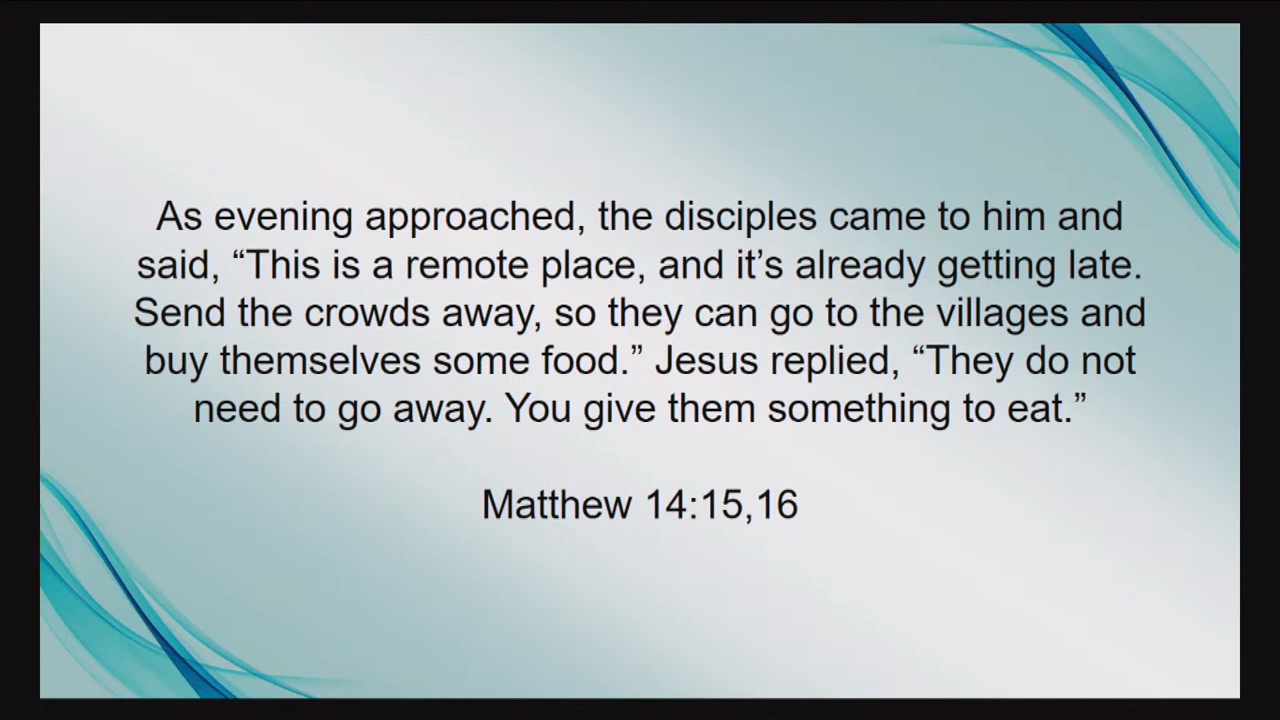 As evening approached, the disciples came to him and
said, “This is a remote place, and it’s already getting late.
Send the crowds away, so they can go to the villages and
buy themselves some food.” Jesus replied, “They do not
need to go away. You give them something to eat.”
Matthew 14:15,16